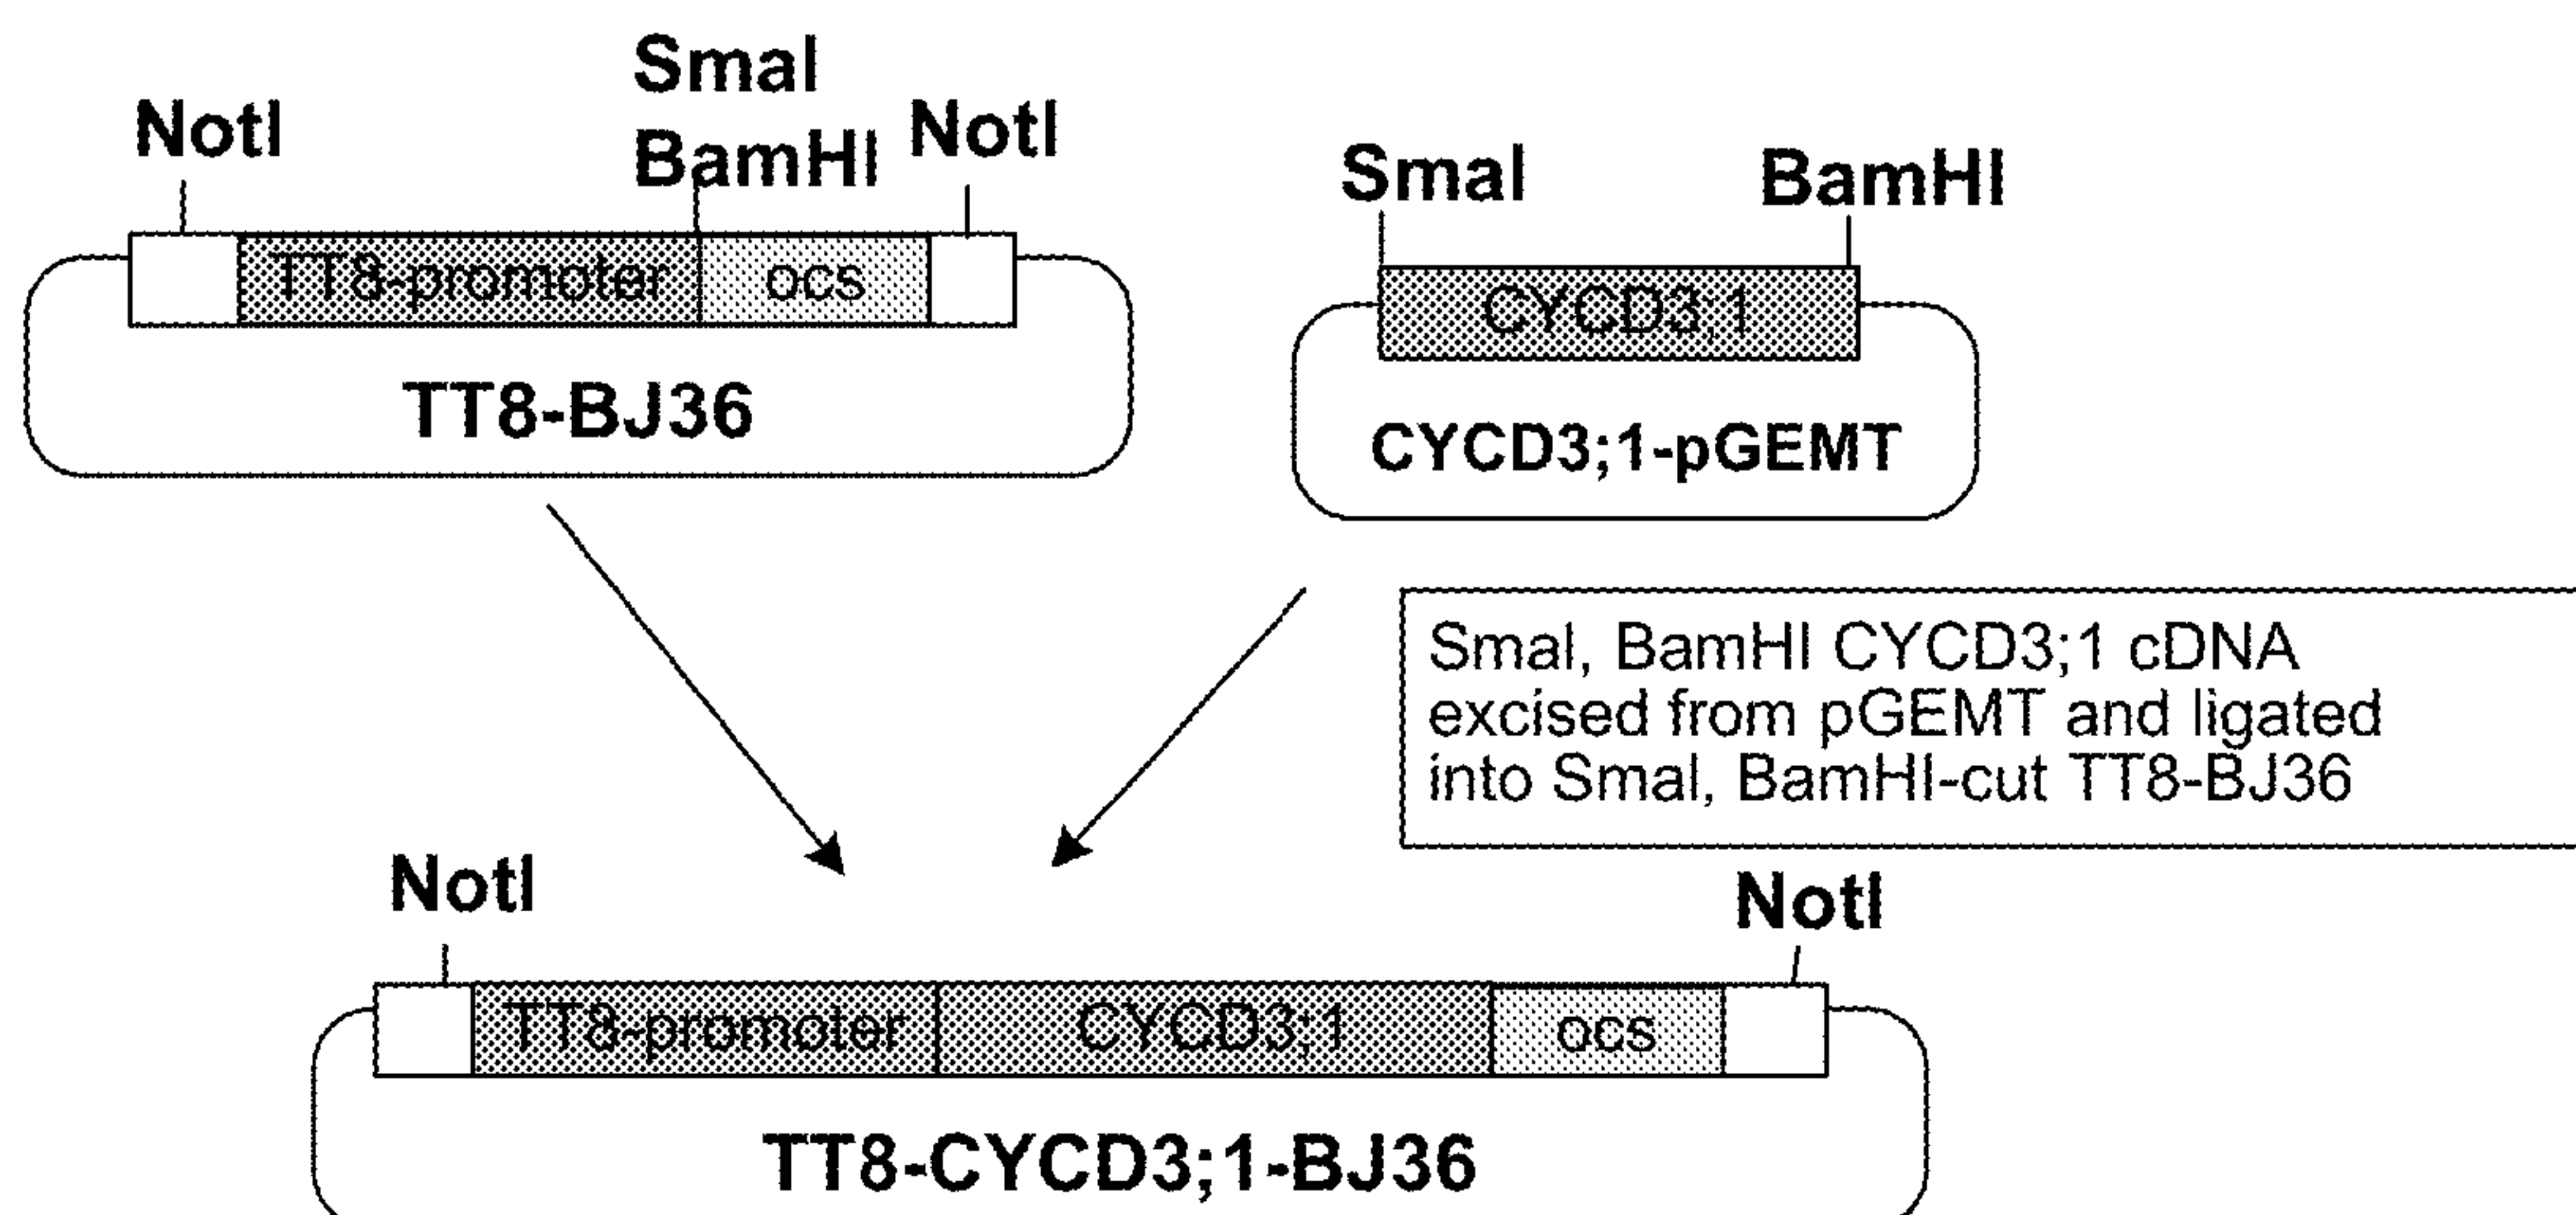 SmaI
NotI
BamHI
NotI
SmaI
BamHI
TT8-promoter
ocs
CYCD3;1
TT8-BJ36
CYCD3;1-pGEMT
SmaI, BamHI CYCD3;1 cDNA
excised from pGEMT and ligated
into SmaI, BamHI-cut TT8-BJ36
NotI
NotI
TT8-promoter
CYCD3;1
ocs
TT8-CYCD3;1-BJ36